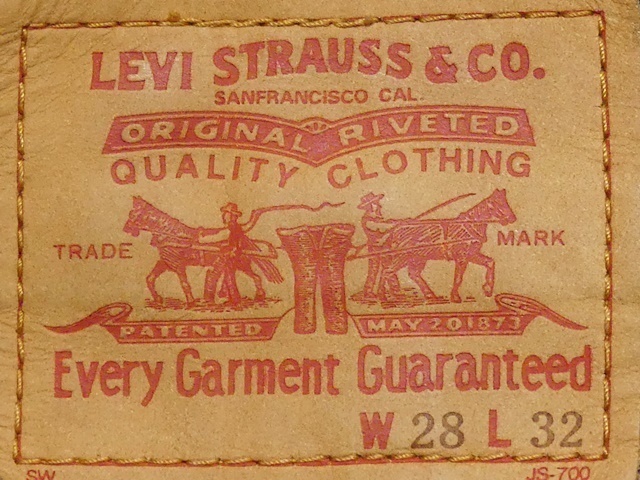 LEVI STRAUSS & CO.
SANFRANCISCO CAL.
ORIGINAL RIVETED
QUALITY CLOTHING
TRADE MARK
PATENTED MAY 20 1873
Every Garment Guaranteed
W 28 L 32
SW JS-700